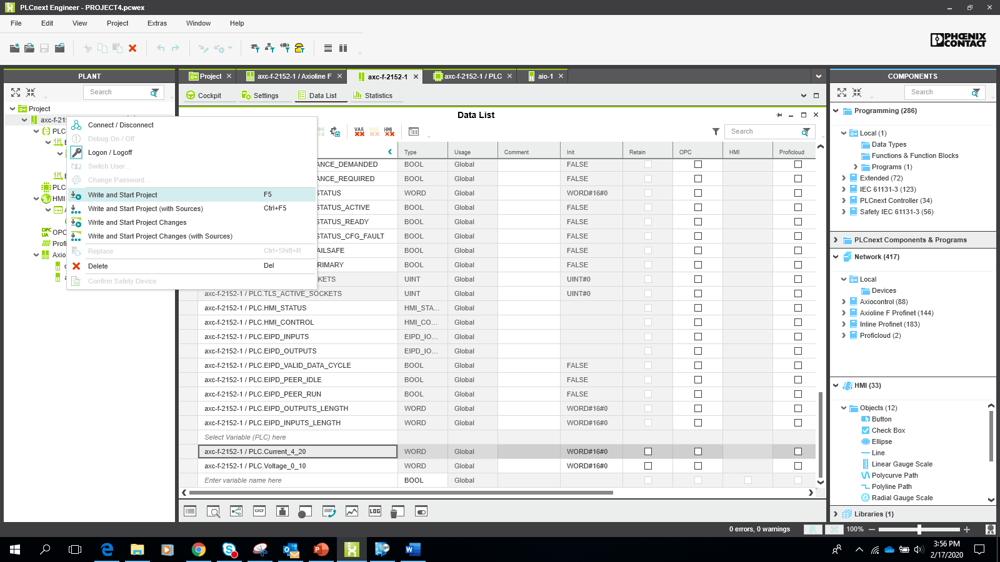 PLCnext Engineer - PROJECT4.pcwex
File Edit View Project Extras Window Help
PHŒNIX
CONTACT
PLANT
Search
Project
axc-f-215
PLC
PLC
HMI
OPC
UA
OPC
Profi
Axio
Connect / Disconnect
Debug On / Off
Logon / Logoff
Switch User...
Change Password...
Write and Start Project F5
Write and Start Project (with Sources) Ctrl+F5
Write and Start Project Changes
Write and Start Project Changes (with Sources)
Replace Ctrl+Shift+R
Delete Del
Confirm Safety Device
Project axc-f-2152-1 / Axioline F axc-f-2152-1 axc-f-2152-1 / PLC aio-1
Cockpit Settings Data List Statistics
Data List
VAR VAR HMI
Search
Type Usage Comment Init Retain OPC HMI Proficloud
ANCE_DEMANDED BOOL Global FALSE
ANCE_REQUIRED BOOL Global FALSE
STATUS WORD Global WORD#16#0
STATUS_ACTIVE BOOL Global FALSE
STATUS_READY BOOL Global FALSE
STATUS_CFG_FAULT BOOL Global FALSE
AILSAFE BOOL Global FALSE
PRIMARY BOOL Global FALSE
KETS UINT Global UINT#0
axc-f-2152-1 / PLC.TLS_ACTIVE_SOCKETS UINT Global UINT#0
axc-f-2152-1 / PLC.HMI_STATUS HMI_STA... Global
axc-f-2152-1 / PLC.HMI_CONTROL HMI_CO... Global
axc-f-2152-1 / PLC.EIPD_INPUTS EIPD_IO... Global
axc-f-2152-1 / PLC.EIPD_OUTPUTS EIPD_IO... Global
axc-f-2152-1 / PLC.EIPD_VALID_DATA_CYCLE BOOL Global FALSE
axc-f-2152-1 / PLC.EIPD_PEER_IDLE BOOL Global FALSE
axc-f-2152-1 / PLC.EIPD_PEER_RUN BOOL Global FALSE
axc-f-2152-1 / PLC.EIPD_OUTPUTS_LENGTH WORD Global WORD#16#0
axc-f-2152-1 / PLC.EIPD_INPUTS_LENGTH WORD Global WORD#16#0
Select Variable (PLC) here
axc-f-2152-1 / PLC.Current_4_20 WORD Global WORD#16#0
axc-f-2152-1 / PLC.Voltage_0_10 WORD Global WORD#16#0
Enter variable name here BOOL Global
LOG
COMPONENTS
Search
Programming (286)
Local (1)
Data Types
Functions & Function Blocks
Programs (1)
Extended (72)
IEC 61131-3 (123)
PLCnext Controller (34)
Safety IEC 61131-3 (56)
PLCnext Components & Programs
Network (417)
Local
Devices
Axiocontrol (88)
Axioline F Profinet (144)
Inline Profinet (183)
Proficloud (2)
HMI (33)
Objects (12)
Button
Check Box
Ellipse
Line
Linear Gauge Scale
Polycurve Path
Polyline Path
Radial Gauge Scale
Libraries (1)
0 errors, 0 warnings 100%
3:56 PM
2/17/2020